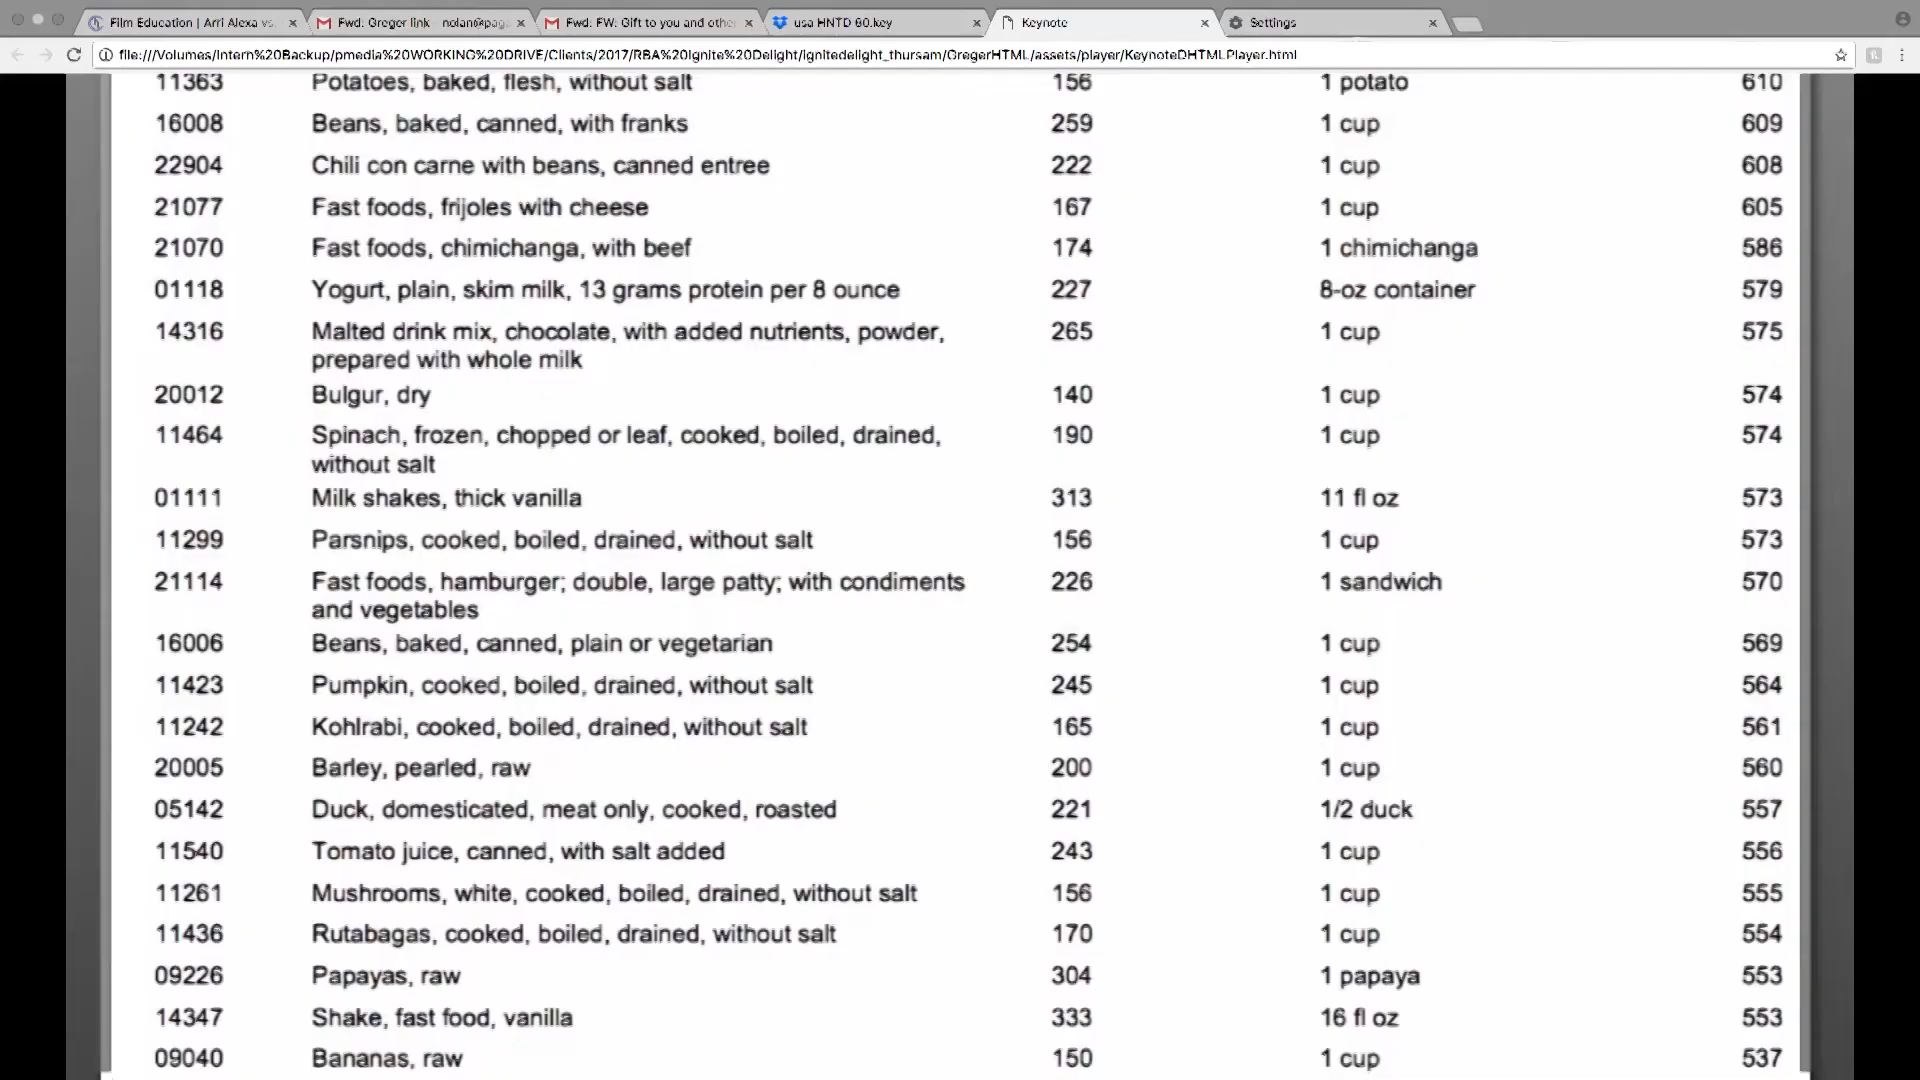 Film Education | Arri Alexa vs.
Fwd: Greger link - nolan@pag
Fwd: FW: Gift to you and othe
usa HNTD 60.key
Keynote
Settings
file:///Volumes/Intern%20Backup/pmedia%20WORKING%20DRIVE/Clients/2017/RBA%20Ignite%20Delight/ignitedelight_thursam/GregerHTML/assets/player/KeynoteDHTMLPlayer.html
11363 Potatoes, baked, flesh, without salt 156 1 potato 610
16008 Beans, baked, canned, with franks 259 1 cup 609
22904 Chili con carne with beans, canned entree 222 1 cup 608
21077 Fast foods, frijoles with cheese 167 1 cup 605
21070 Fast foods, chimichanga, with beef 174 1 chimichanga 586
01118 Yogurt, plain, skim milk, 13 grams protein per 8 ounce 227 8-oz container 579
14316 Malted drink mix, chocolate, with added nutrients, powder, 265 1 cup 575
prepared with whole milk
20012 Bulgur, dry 140 1 cup 574
11464 Spinach, frozen, chopped or leaf, cooked, boiled, drained, 190 1 cup 574
without salt
01111 Milk shakes, thick vanilla 313 11 fl oz 573
11299 Parsnips, cooked, boiled, drained, without salt 156 1 cup 573
21114 Fast foods, hamburger; double, large patty; with condiments 226 1 sandwich 570
and vegetables
16006 Beans, baked, canned, plain or vegetarian 254 1 cup 569
11423 Pumpkin, cooked, boiled, drained, without salt 245 1 cup 564
11242 Kohlrabi, cooked, boiled, drained, without salt 165 1 cup 561
20005 Barley, pearled, raw 200 1 cup 560
05142 Duck, domesticated, meat only, cooked, roasted 221 1/2 duck 557
11540 Tomato juice, canned, with salt added 243 1 cup 556
11261 Mushrooms, white, cooked, boiled, drained, without salt 156 1 cup 555
11436 Rutabagas, cooked, boiled, drained, without salt 170 1 cup 554
09226 Papayas, raw 304 1 papaya 553
14347 Shake, fast food, vanilla 333 16 fl oz 553
09040 Bananas, raw 150 1 cup 537